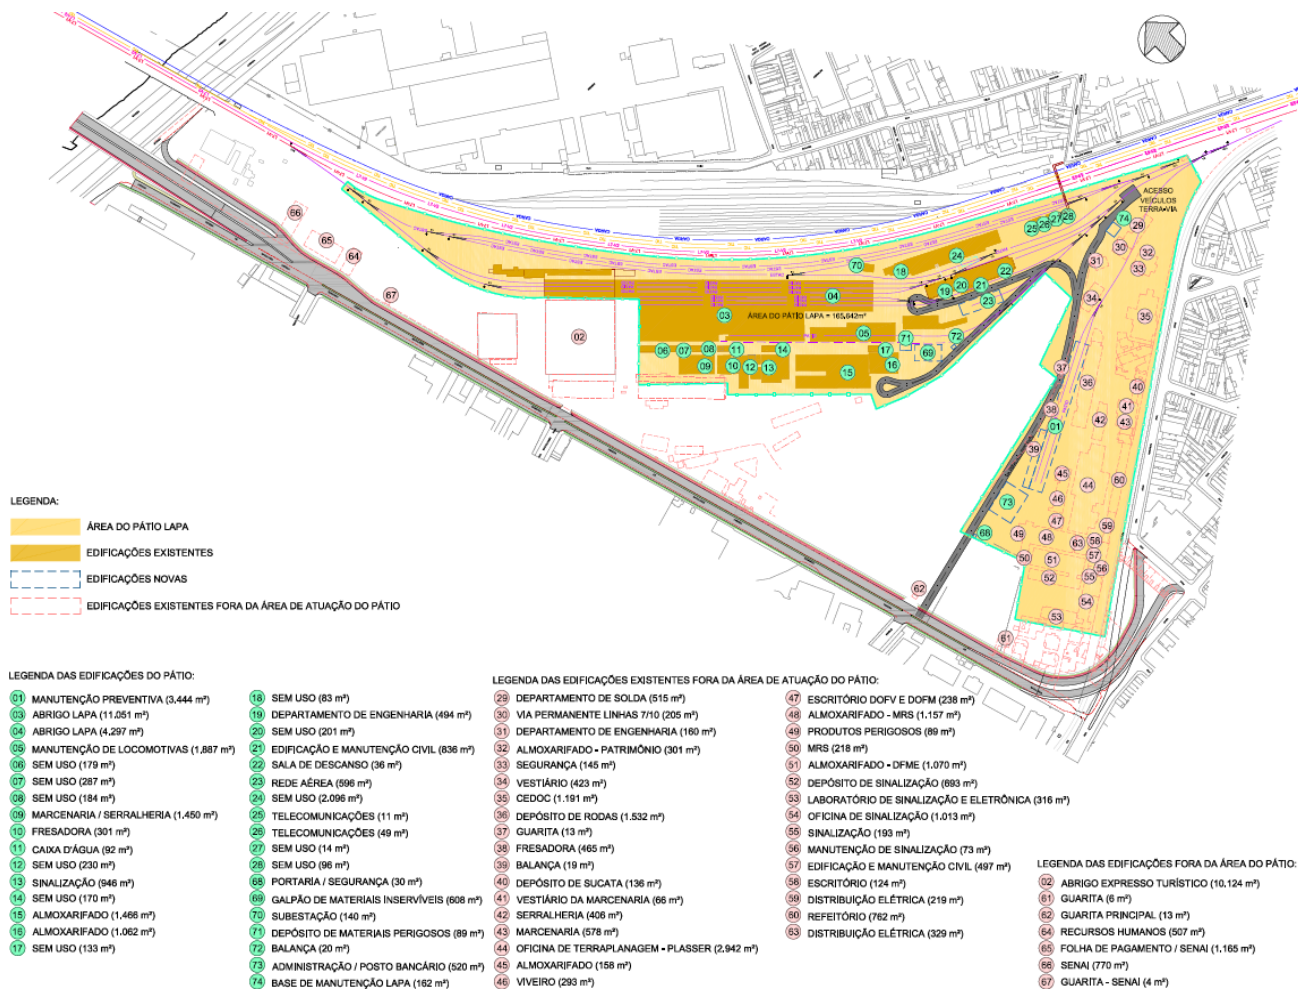 ACESSO
VEÍCULOS
TERRA-VIA
ÁREA DO PÁTIO LAPA = 165,642m²
LEGENDA:
ÁREA DO PÁTIO LAPA
EDIFICAÇÕES EXISTENTES
EDIFICAÇÕES NOVAS
EDIFICAÇÕES EXISTENTES FORA DA ÁREA DE ATUAÇÃO DO PÁTIO
LEGENDA DAS EDIFICAÇÕES DO PÁTIO:
01 MANUTENÇÃO PREVENTIVA (3,444 m²)
03 ABRIGO LAPA (11.051 m²)
04 ABRIGO LAPA (4,297 m²)
05 MANUTENÇÃO DE LOCOMOTIVAS (1,887 m²)
06 SEM USO (179 m²)
07 SEM USO (287 m²)
08 SEM USO (184 m²)
09 MARCENARIA / SERRALHERIA (1.450 m²)
10 FRESADORA (301 m²)
11 CAIXA D'ÁGUA (92 m²)
12 SEM USO (230 m²)
13 SINALIZAÇÃO (946 m²)
14 SEM USO (170 m²)
15 ALMOXARIFADO (1,466 m²)
16 ALMOXARIFADO (1.062 m²)
17 SEM USO (133 m²)
18 SEM USO (83 m²)
19 DEPARTAMENTO DE ENGENHARIA (494 m²)
20 SEM USO (201 m²)
21 EDIFICAÇÃO E MANUTENÇÃO CIVIL (836 m²)
22 SALA DE DESCANSO (36 m²)
23 REDE AÉREA (596 m²)
24 SEM USO (2.096 m²)
25 TELECOMUNICAÇÕES (11 m²)
26 TELECOMUNICAÇÕES (49 m²)
27 SEM USO (14 m²)
28 SEM USO (96 m²)
68 PORTARIA / SEGURANÇA (30 m²)
69 GALPÃO DE MATERIAIS INSERVÍVEIS (608 m²)
70 SUBESTAÇÃO (140 m²)
71 DEPÓSITO DE MATERIAIS PERIGOSOS (89 m²)
72 BALANÇA (20 m²)
73 ADMINISTRAÇÃO / POSTO BANCÁRIO (520 m²)
74 BASE DE MANUTENÇÃO LAPA (162 m²)
LEGENDA DAS EDIFICAÇÕES EXISTENTES FORA DA ÁREA DE ATUAÇÃO DO PÁTIO:
29 DEPARTAMENTO DE SOLDA (515 m²)
30 VIA PERMANENTE LINHAS 7/10 (205 m²)
31 DEPARTAMENTO DE ENGENHARIA (160 m²)
32 ALMOXARIFADO - PATRIMÔNIO (301 m²)
33 SEGURANÇA (145 m²)
34 VESTIÁRIO (423 m²)
35 CEDOC (1.191 m²)
36 DEPÓSITO DE RODAS (1.532 m²)
37 GUARITA (13 m²)
38 FRESADORA (465 m²)
39 BALANÇA (19 m²)
40 DEPÓSITO DE SUCATA (136 m²)
41 VESTIÁRIO DA MARCENARIA (66 m²)
42 SERRALHERIA (406 m²)
43 MARCENARIA (578 m²)
44 OFICINA DE TERRAPLANAGEM - PLASSER (2,942 m²)
45 ALMOXARIFADO (158 m²)
46 VIVEIRO (293 m²)
47 ESCRITÓRIO DOFV E DOFM (238 m²)
48 ALMOXARIFADO - MRS (1.157 m²)
49 PRODUTOS PERIGOSOS (89 m²)
50 MRS (218 m²)
51 ALMOXARIFADO - DFME (1.070 m²)
52 DEPÓSITO DE SINALIZAÇÃO (693 m²)
53 LABORATÓRIO DE SINALIZAÇÃO E ELETRÔNICA (316 m²)
54 OFICINA DE SINALIZAÇÃO (1.013 m²)
55 SINALIZAÇÃO (193 m²)
56 MANUTENÇÃO DE SINALIZAÇÃO (73 m²)
57 EDIFICAÇÃO E MANUTENÇÃO CIVIL (497 m²)
58 ESCRITÓRIO (124 m²)
59 DISTRIBUIÇÃO ELÉTRICA (219 m²)
60 REFEITÓRIO (762 m²)
63 DISTRIBUIÇÃO ELÉTRICA (329 m²)
LEGENDA DAS EDIFICAÇÕES FORA DA ÁREA DO PÁTIO:
02 ABRIGO EXPRESSO TURÍSTICO (10,124 m²)
61 GUARITA (6 m²)
62 GUARITA PRINCIPAL (13 m²)
64 RECURSOS HUMANOS (507 m²)
65 FOLHA DE PAGAMENTO / SENAI (1,165 m²)
66 SENAI (770 m²)
67 GUARITA - SENAI (4 m²)